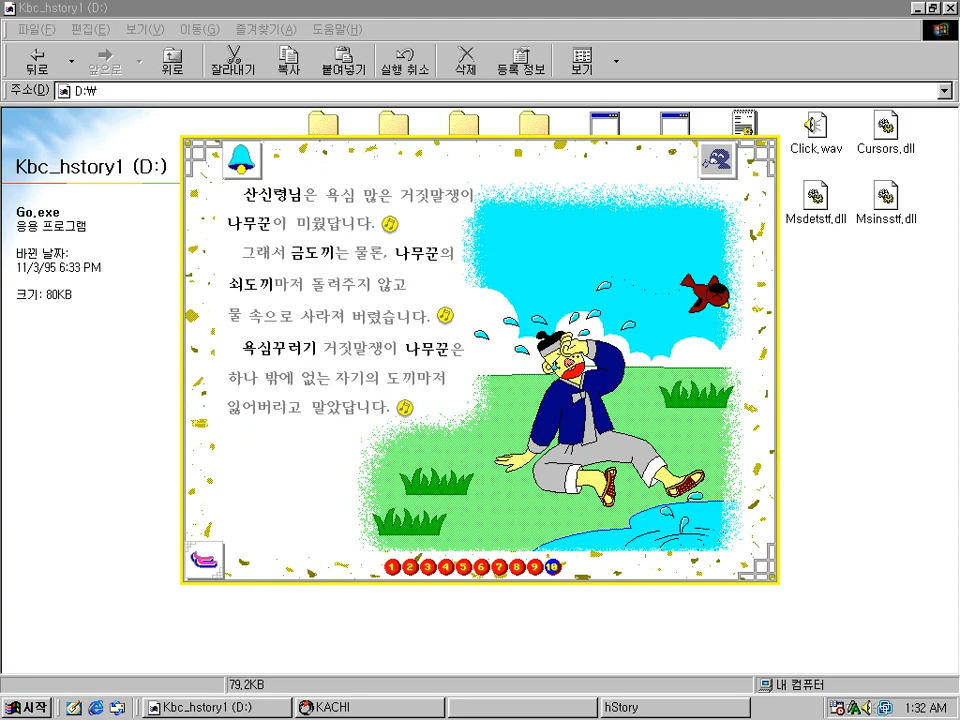 Kbc_hstory1 (D:)
파일(F) 편집(E) 보기(V) 이동(G) 즐겨찾기(A) 도움말(H)
뒤로 앞으로 위로 잘라내기 복사 붙여넣기 실행 취소 삭제 등록 정보 보기
주소(D) D:₩
Kbc_hstory1 (D:)
Go.exe
응용 프로그램
바뀐 날짜:
11/3/95 6:33 PM
크기: 80KB
Click.wav Cursors.dll
Msdetstf.dll Msinsstf.dll
산신령님은 욕심 많은 거짓말쟁이
나무꾼이 미웠답니다.
그래서 금도끼는 물론, 나무꾼의
쇠도끼마저 돌려주지 않고
물 속으로 사라져 버렸습니다.
욕심꾸러기 거짓말쟁이 나무꾼은
하나 밖에 없는 자기의 도끼마저
잃어버리고 말았답니다.
1 2 3 4 5 6 7 8 9 10
79.2KB 내 컴퓨터
시작 Kbc_hstory1 (D:) KACHI hStory 1:32 AM